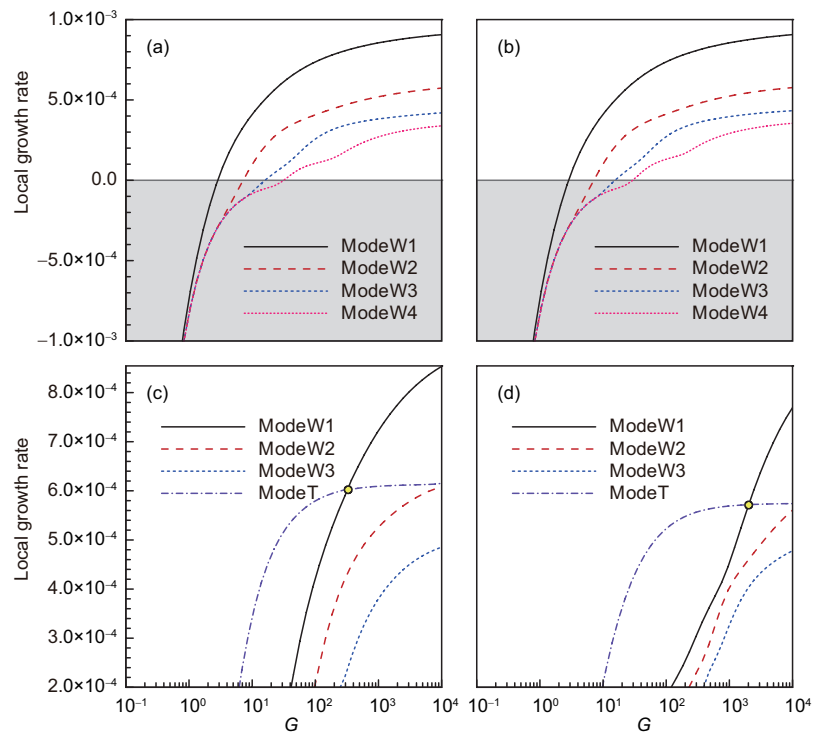 1.0×10⁻³
5.0×10⁻⁴
0.0
−5.0×10⁻⁴
−1.0×10⁻³
Local growth rate
(a)
ModeW1
ModeW2
ModeW3
ModeW4
(b)
ModeW1
ModeW2
ModeW3
ModeW4
8.0×10⁻⁴
7.0×10⁻⁴
6.0×10⁻⁴
5.0×10⁻⁴
4.0×10⁻⁴
3.0×10⁻⁴
2.0×10⁻⁴
Local growth rate
(c)
ModeW1
ModeW2
ModeW3
ModeT
10⁻¹ 10⁰ 10¹ 10² 10³ 10⁴
G
(d)
ModeW1
ModeW2
ModeW3
ModeT
10⁻¹ 10⁰ 10¹ 10² 10³ 10⁴
G